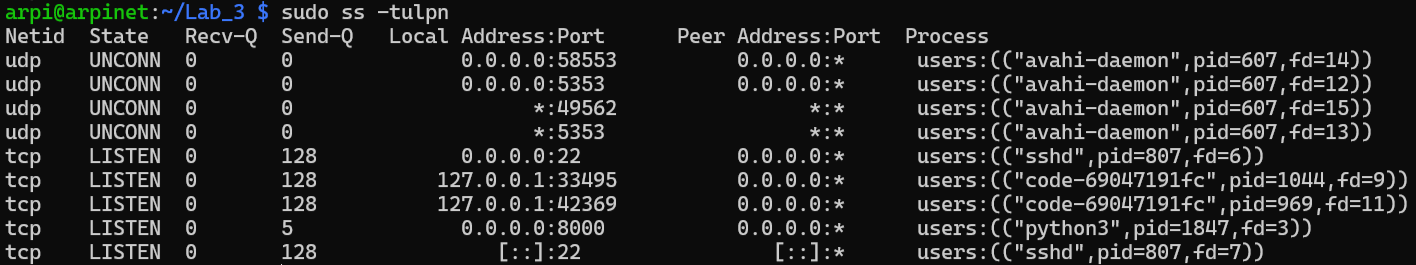 arpi@arpinet:~/Lab_3 $ sudo ss -tulpn
Netid  State   Recv-Q  Send-Q   Local Address:Port      Peer Address:Port  Process
udp    UNCONN  0       0              0.0.0.0:58553          0.0.0.0:*      users:(("avahi-daemon",pid=607,fd=14))
udp    UNCONN  0       0              0.0.0.0:5353           0.0.0.0:*      users:(("avahi-daemon",pid=607,fd=12))
udp    UNCONN  0       0                    *:49562                *:*      users:(("avahi-daemon",pid=607,fd=15))
udp    UNCONN  0       0                    *:5353                 *:*      users:(("avahi-daemon",pid=607,fd=13))
tcp    LISTEN  0       128            0.0.0.0:22             0.0.0.0:*      users:(("sshd",pid=807,fd=6))
tcp    LISTEN  0       128          127.0.0.1:33495          0.0.0.0:*      users:(("code-69047191fc",pid=1044,fd=9))
tcp    LISTEN  0       128          127.0.0.1:42369          0.0.0.0:*      users:(("code-69047191fc",pid=969,fd=11))
tcp    LISTEN  0       5              0.0.0.0:8000           0.0.0.0:*      users:(("python3",pid=1847,fd=3))
tcp    LISTEN  0       128               [::]:22                [::]:*      users:(("sshd",pid=807,fd=7))